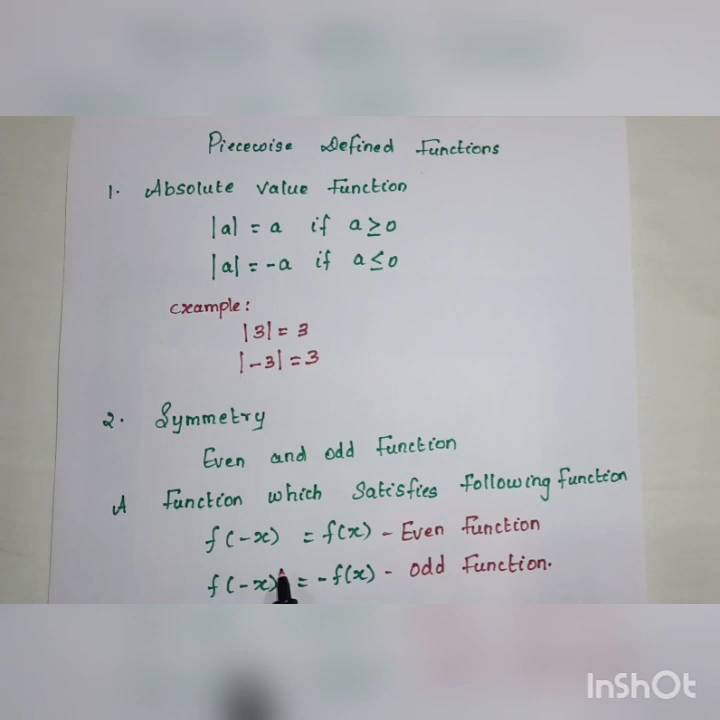 Piecewise Defined Functions
1. Absolute value Function
|a| = a if a ≥ 0
|a| = -a if a ≤ 0
example:
|3| = 3
|-3| = 3
2. Symmetry
Even and odd Function
A function which satisfies following function
f(-x) = f(x) - Even Function
f(-x) = -f(x) - odd Function.
InShOt